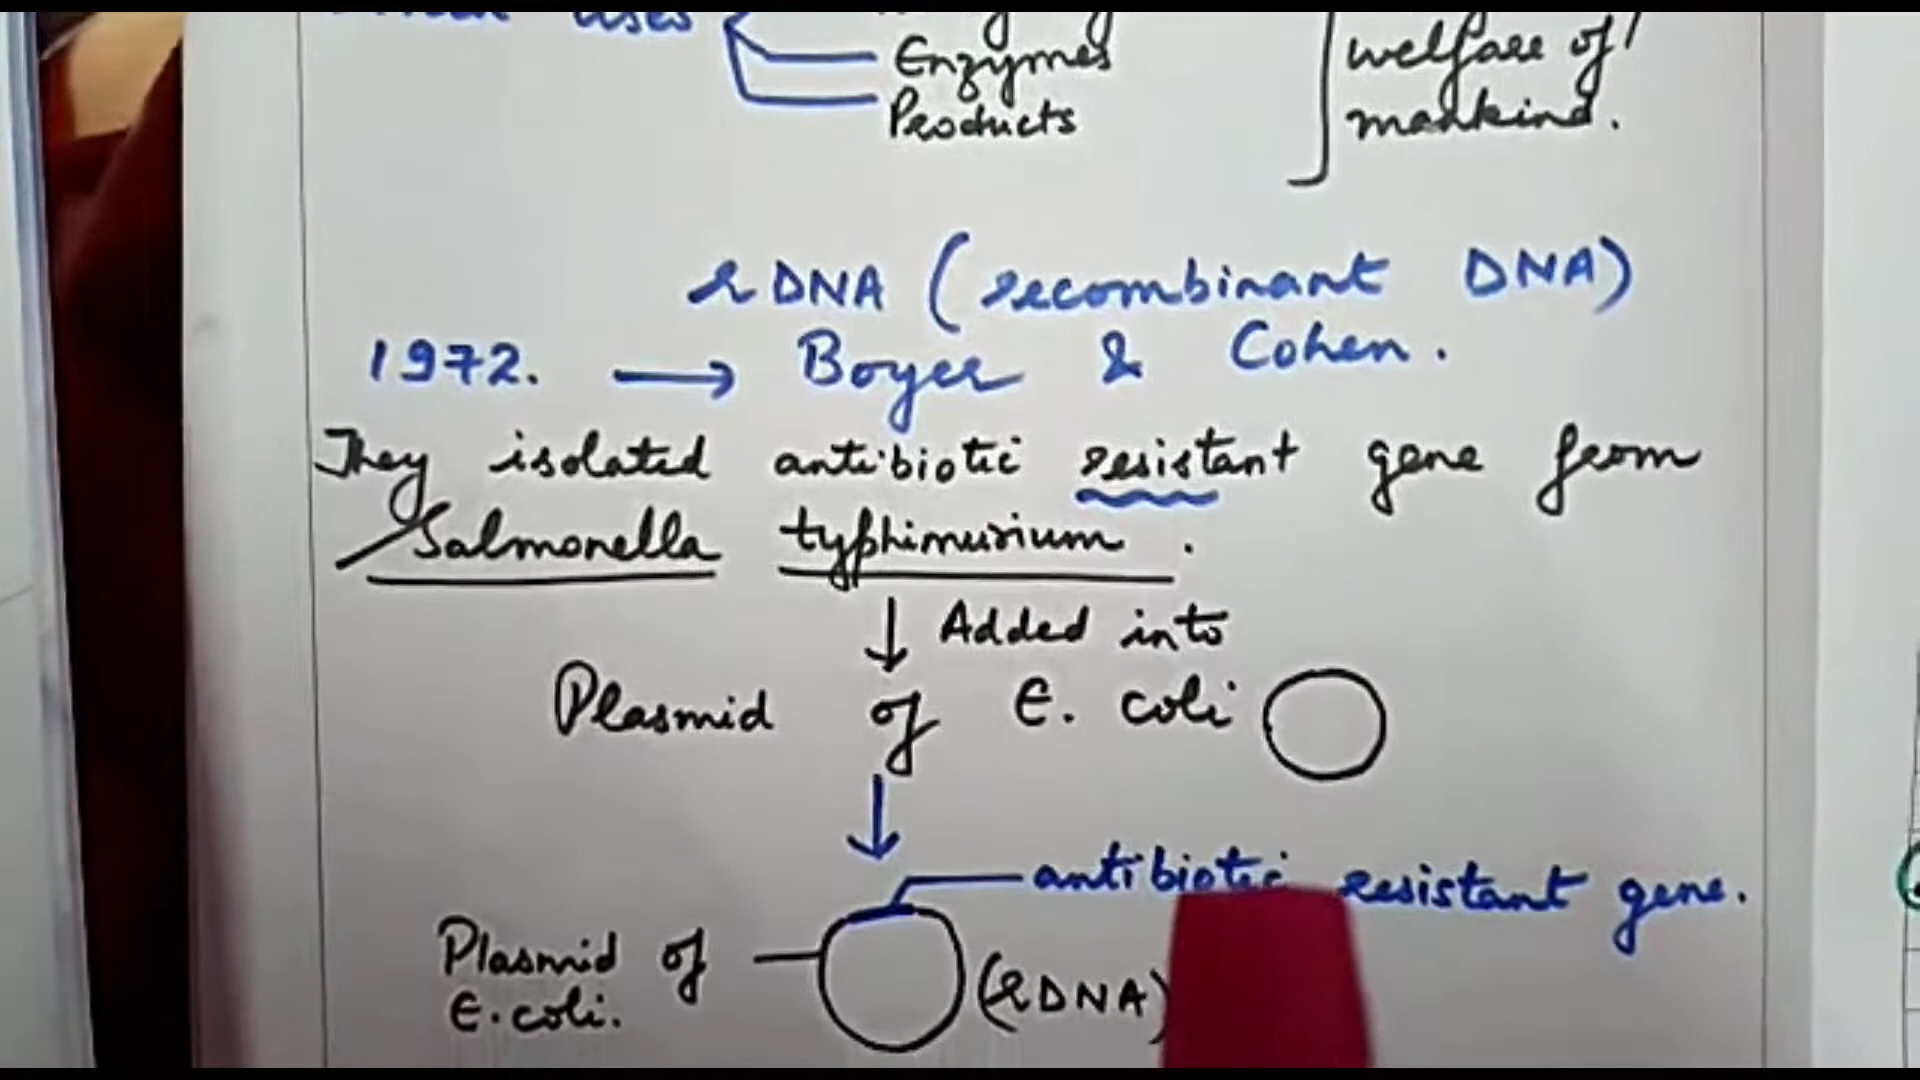 uses
Enzymes
Products
welfare of
mankind.
rDNA (recombinant DNA)
1972. → Boyer & Cohen.
They isolated antibiotic resistant gene from
Salmonella typhimurium.
↓ Added into
Plasmid of E. coli
↓
antibiotic resistant gene.
Plasmid of
E. coli.
(rDNA)